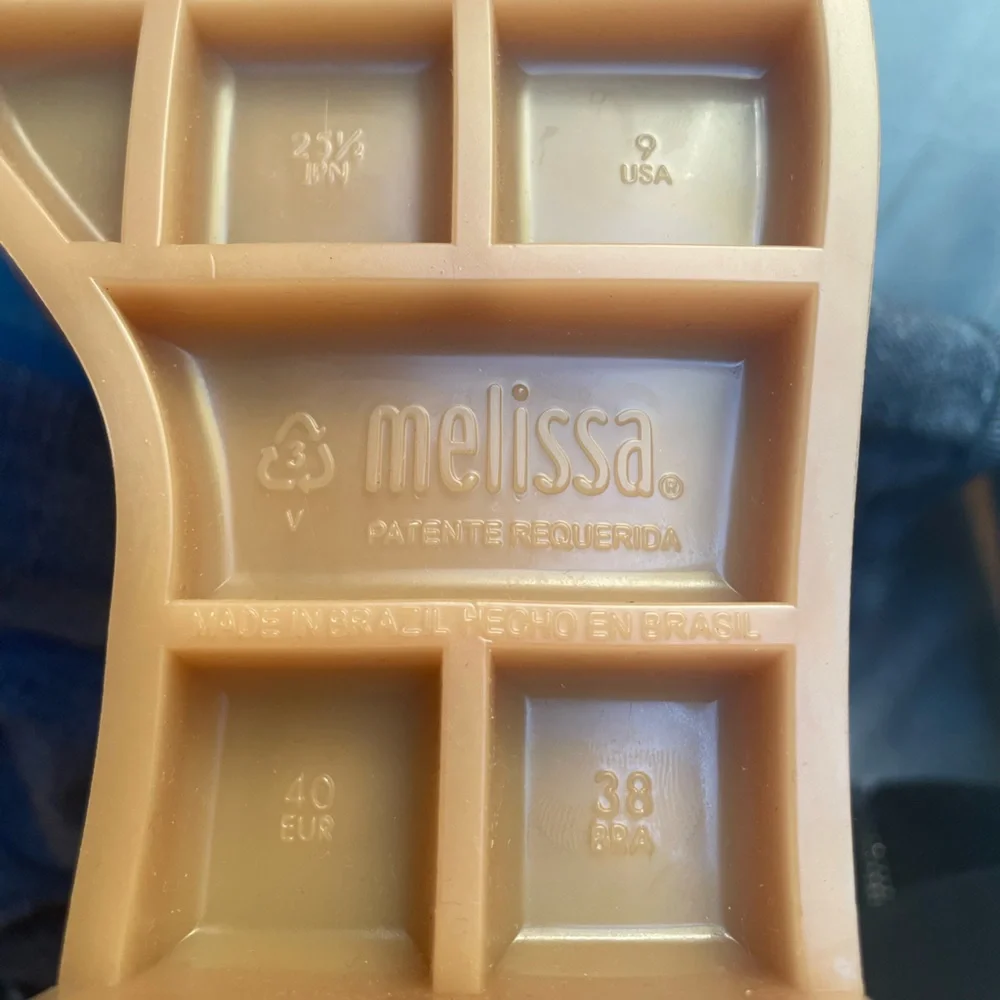 25½
JPN
9
USA
3
V
melissa®
PATENTE REQUERIDA
MADE IN BRAZIL HECHO EN BRASIL
40
EUR
38
BRA